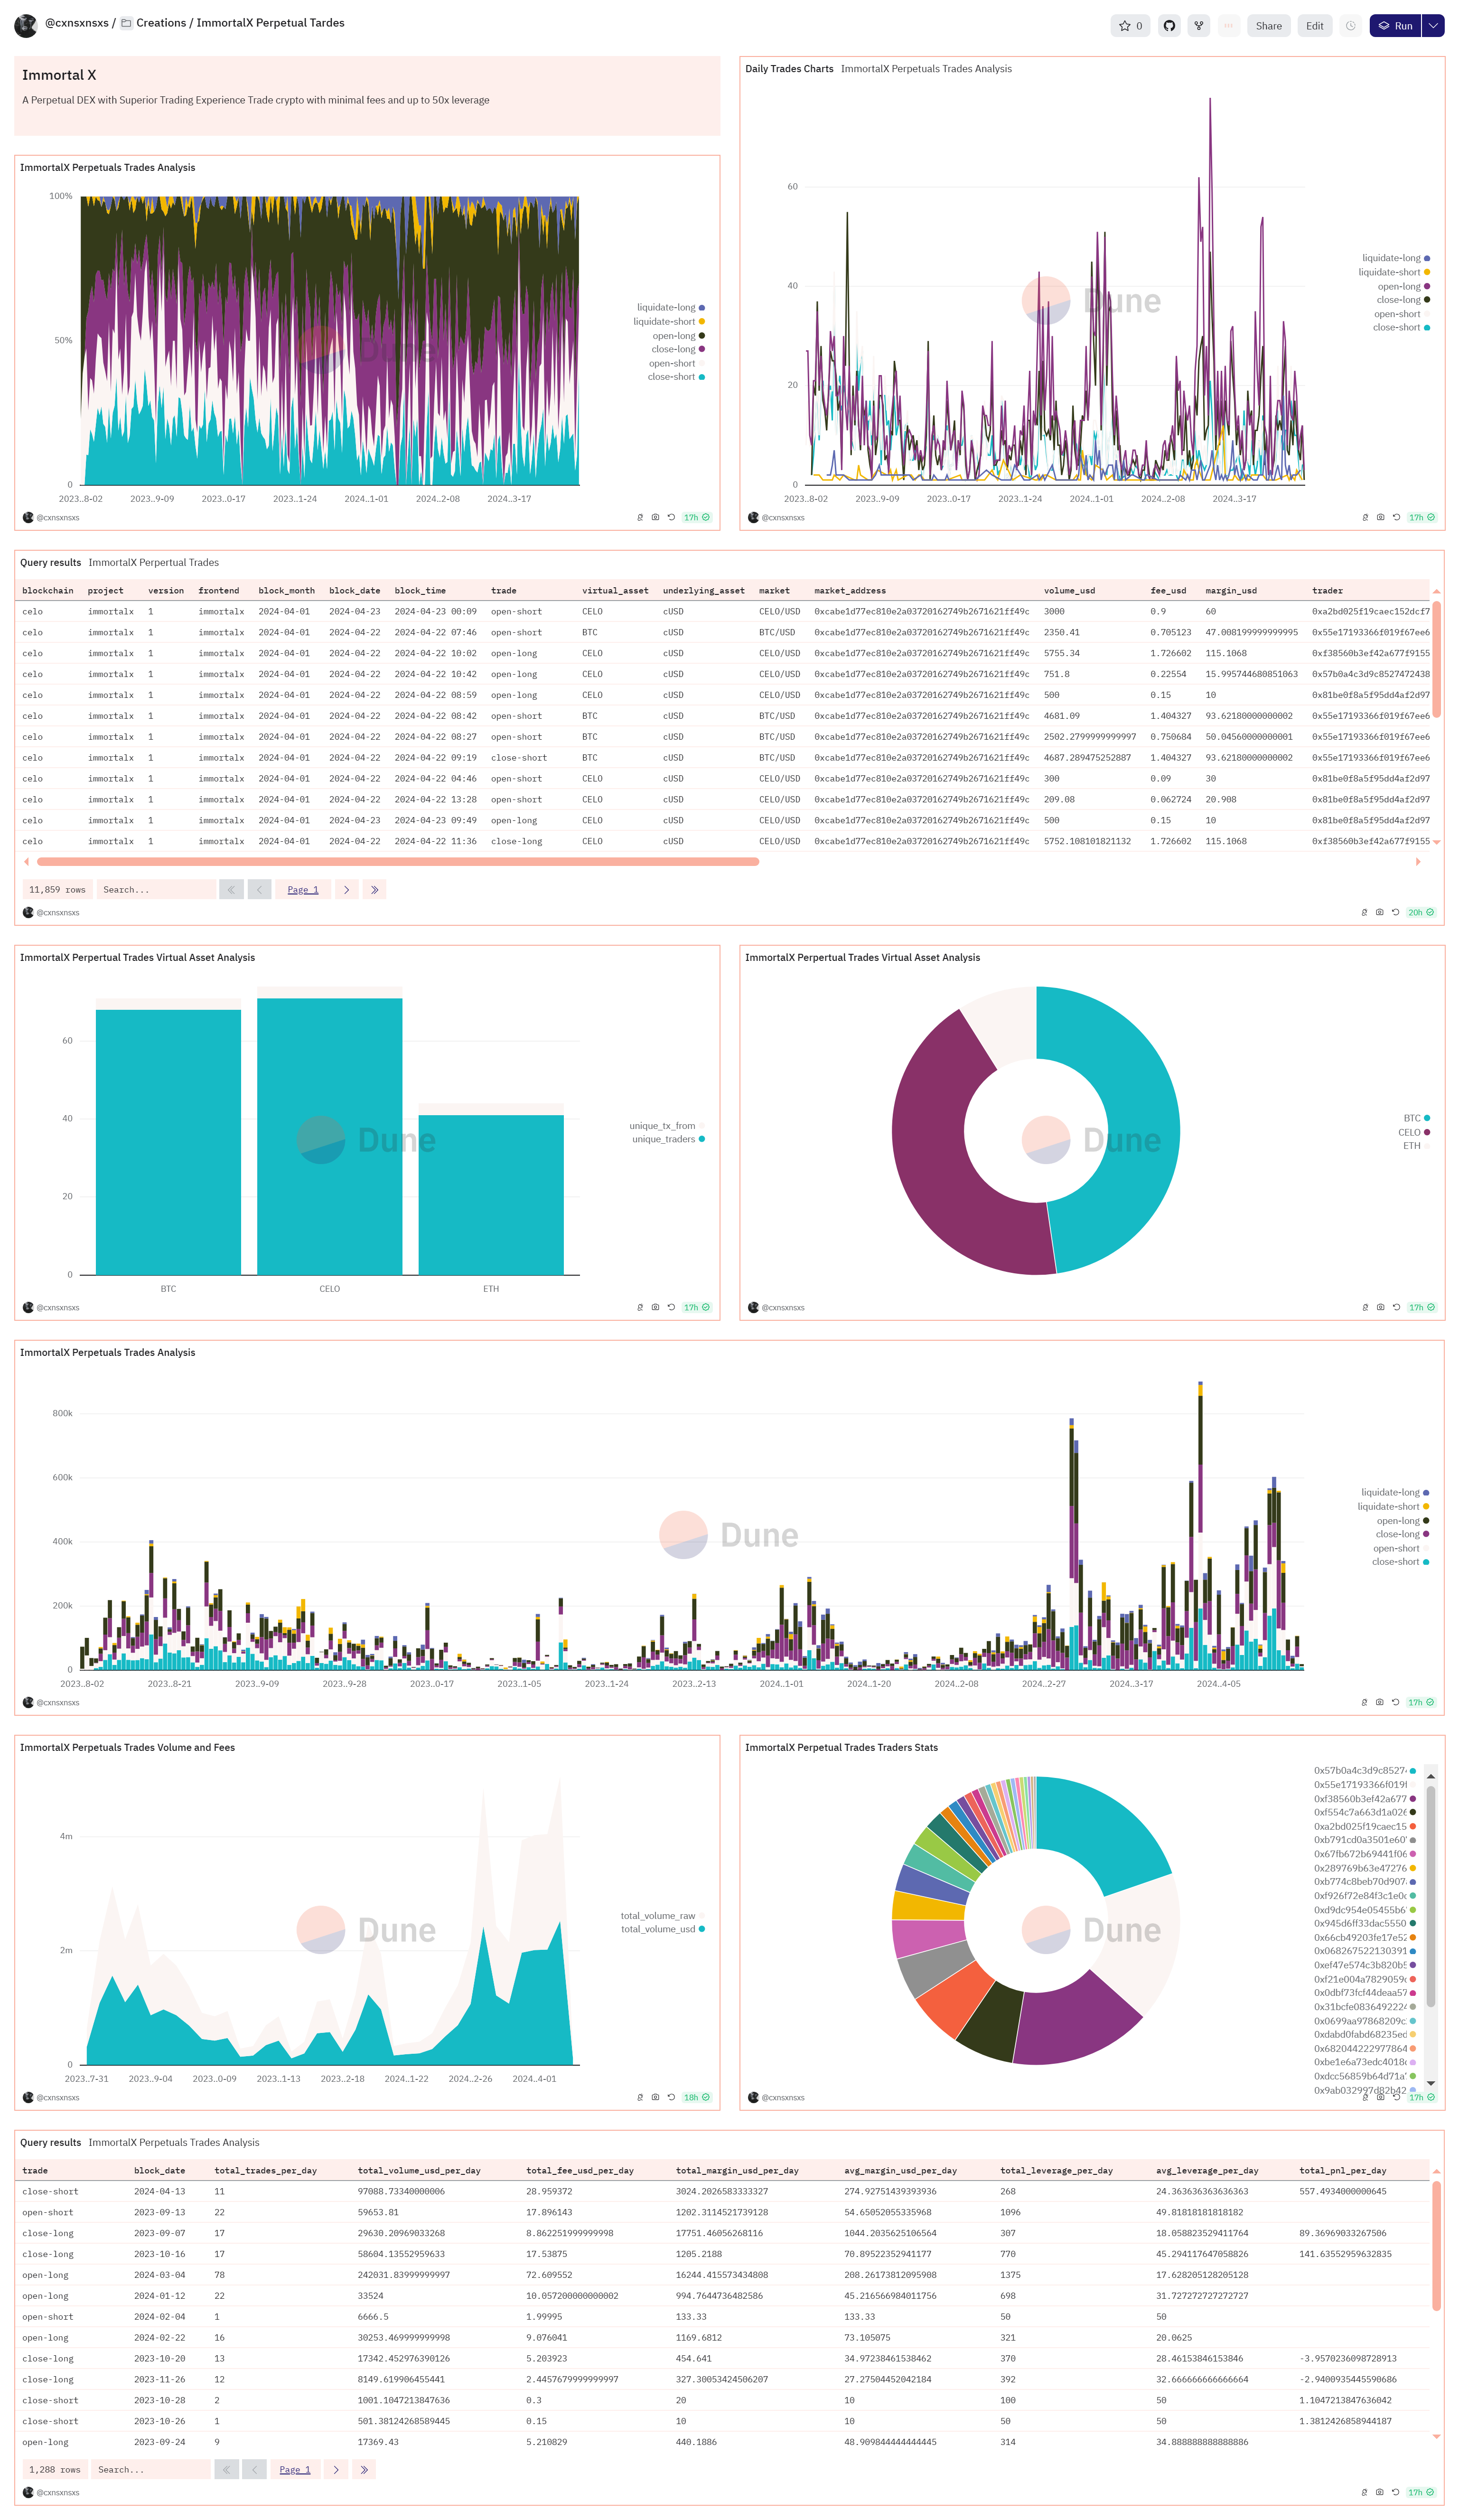 @cxnsxnsxs / Creations / ImmortalX Perpetual Tardes
0 Share Edit Run
Immortal X
A Perpetual DEX with Superior Trading Experience Trade crypto with minimal fees and up to 50x leverage
Daily Trades Charts ImmortalX Perpetuals Trades Analysis
60
40
20
0
2023..8-02 2023..9-09 2023..0-17 2023..1-24 2024..1-01 2024..2-08 2024..3-17
Dune
liquidate-long
liquidate-short
open-long
close-long
open-short
close-short
@cxnsxnsxs 17h
ImmortalX Perpetuals Trades Analysis
100%
50%
0
2023..8-02 2023..9-09 2023..0-17 2023..1-24 2024..1-01 2024..2-08 2024..3-17
Dune
liquidate-long
liquidate-short
open-long
close-long
open-short
close-short
@cxnsxnsxs 17h
Query results ImmortalX Perpertual Trades
blockchain project version frontend block_month block_date block_time trade virtual_asset underlying_asset market market_address volume_usd fee_usd margin_usd trader
celo immortalx 1 immortalx 2024-04-01 2024-04-23 2024-04-23 00:09 open-short CELO cUSD CELO/USD 0xcabe1d77ec810e2a03720162749b2671621ff49c 3000 0.9 60 0xa2bd025f19caec152dcf7
celo immortalx 1 immortalx 2024-04-01 2024-04-22 2024-04-22 07:46 open-short BTC cUSD BTC/USD 0xcabe1d77ec810e2a03720162749b2671621ff49c 2350.41 0.705123 47.008199999999995 0x55e17193366f019f67ee6
celo immortalx 1 immortalx 2024-04-01 2024-04-22 2024-04-22 10:02 open-long CELO cUSD CELO/USD 0xcabe1d77ec810e2a03720162749b2671621ff49c 5755.34 1.726602 115.1068 0xf38560b3ef42a677f9155
celo immortalx 1 immortalx 2024-04-01 2024-04-22 2024-04-22 10:42 open-long CELO cUSD CELO/USD 0xcabe1d77ec810e2a03720162749b2671621ff49c 751.8 0.22554 15.995744680851063 0x57b0a4c3d9c8527472438
celo immortalx 1 immortalx 2024-04-01 2024-04-22 2024-04-22 08:59 open-long CELO cUSD CELO/USD 0xcabe1d77ec810e2a03720162749b2671621ff49c 500 0.15 10 0x81be0f8a5f95dd4af2d97
celo immortalx 1 immortalx 2024-04-01 2024-04-22 2024-04-22 08:42 open-short BTC cUSD BTC/USD 0xcabe1d77ec810e2a03720162749b2671621ff49c 4681.09 1.404327 93.62180000000002 0x55e17193366f019f67ee6
celo immortalx 1 immortalx 2024-04-01 2024-04-22 2024-04-22 08:27 open-short BTC cUSD BTC/USD 0xcabe1d77ec810e2a03720162749b2671621ff49c 2502.2799999999997 0.750684 50.04560000000001 0x55e17193366f019f67ee6
celo immortalx 1 immortalx 2024-04-01 2024-04-22 2024-04-22 09:19 close-short BTC cUSD BTC/USD 0xcabe1d77ec810e2a03720162749b2671621ff49c 4687.289475252887 1.404327 93.62180000000002 0x55e17193366f019f67ee6
celo immortalx 1 immortalx 2024-04-01 2024-04-22 2024-04-22 04:46 open-short CELO cUSD CELO/USD 0xcabe1d77ec810e2a03720162749b2671621ff49c 300 0.09 30 0x81be0f8a5f95dd4af2d97
celo immortalx 1 immortalx 2024-04-01 2024-04-22 2024-04-22 13:28 open-short CELO cUSD CELO/USD 0xcabe1d77ec810e2a03720162749b2671621ff49c 209.08 0.062724 20.908 0x81be0f8a5f95dd4af2d97
celo immortalx 1 immortalx 2024-04-01 2024-04-23 2024-04-23 09:49 open-long CELO cUSD CELO/USD 0xcabe1d77ec810e2a03720162749b2671621ff49c 500 0.15 10 0x81be0f8a5f95dd4af2d97
celo immortalx 1 immortalx 2024-04-01 2024-04-22 2024-04-22 11:36 close-long CELO cUSD CELO/USD 0xcabe1d77ec810e2a03720162749b2671621ff49c 5752.108101821132 1.726602 115.1068 0xf38560b3ef42a677f9155
11,859 rows Search... Page 1
@cxnsxnsxs 20h
ImmortalX Perpertual Trades Virtual Asset Analysis
60
40
20
0
BTC CELO ETH
Dune
unique_tx_from
unique_traders
@cxnsxnsxs 17h
ImmortalX Perpertual Trades Virtual Asset Analysis
Dune
BTC
CELO
ETH
@cxnsxnsxs 17h
ImmortalX Perpetuals Trades Analysis
800k
600k
400k
200k
0
2023..8-02 2023..8-21 2023..9-09 2023..9-28 2023..0-17 2023..1-05 2023..1-24 2023..2-13 2024..1-01 2024..1-20 2024..2-08 2024..2-27 2024..3-17 2024..4-05
Dune
liquidate-long
liquidate-short
open-long
close-long
open-short
close-short
@cxnsxnsxs 17h
ImmortalX Perpetuals Trades Volume and Fees
4m
2m
0
2023..7-31 2023..9-04 2023..0-09 2023..1-13 2023..2-18 2024..1-22 2024..2-26 2024..4-01
Dune
total_volume_raw
total_volume_usd
@cxnsxnsxs 18h
ImmortalX Perpetual Trades Traders Stats
Dune
0x57b0a4c3d9c8527
0x55e17193366f019
0xf38560b3ef42a677
0xf554c7a663d1a026
0xa2bd025f19caec15
0xb791cd0a3501e60
0x67fb672b69441f06
0x289769b63e47276
0xb774c8beb70d907
0xf926f72e84f3c1e0
0xd9dc954e05455b6
0x945d6ff33dac5550
0x66cb49203fe17e52
0x068267522130391
0xef47e574c3b820b5
0xf21e004a7829059
0x0dbf73fcf44deaa57
0x31bcfe0836492224
0x0699aa97868209c
0xdabd0fabd68235ed
0x682044222977864
0xbe1e6a73edc4018
0xdcc56859b64d71a
0x9ab032997d82b42
@cxnsxnsxs 17h
Query results ImmortalX Perpetuals Trades Analysis
trade block_date total_trades_per_day total_volume_usd_per_day total_fee_usd_per_day total_margin_usd_per_day avg_margin_usd_per_day total_leverage_per_day avg_leverage_per_day total_pnl_per_day
close-short 2024-04-13 11 97088.73340000006 28.959372 3024.2026583333327 274.92751439393936 268 24.363636363636363 557.4934000000645
open-short 2023-09-13 22 59653.81 17.896143 1202.3114521739128 54.65052055335968 1096 49.81818181818182
close-long 2023-09-07 17 29630.20969033268 8.862251999999998 17751.46056268116 1044.2035625106564 307 18.058823529411764 89.36969033267506
close-long 2023-10-16 17 58604.13552959633 17.53875 1205.2188 70.89522352941177 770 45.294117647058826 141.63552959632835
open-long 2024-03-04 78 242031.83999999997 72.609552 16244.415573434808 208.26173812095908 1375 17.628205128205128
open-long 2024-01-12 22 33524 10.057200000000002 994.7644736482586 45.216566984011756 698 31.727272727272727
open-short 2024-02-04 1 6666.5 1.99995 133.33 133.33 50 50
open-long 2024-02-22 16 30253.469999999998 9.076041 1169.6812 73.105075 321 20.0625
close-long 2023-10-20 13 17342.452976390126 5.203923 454.641 34.97238461538462 370 28.46153846153846 -3.9570236098728913
close-long 2023-11-26 12 8149.619906455441 2.4457679999999997 327.30053424506207 27.27504452042184 392 32.666666666666664 -2.9400935445590686
close-short 2023-10-28 2 1001.1047213847636 0.3 20 10 100 50 1.1047213847636042
close-short 2023-10-26 1 501.38124268589445 0.15 10 10 50 50 1.3812426858944187
open-long 2023-09-24 9 17369.43 5.210829 440.1886 48.909844444444445 314 34.888888888888886
1,288 rows Search... Page 1
@cxnsxnsxs 17h